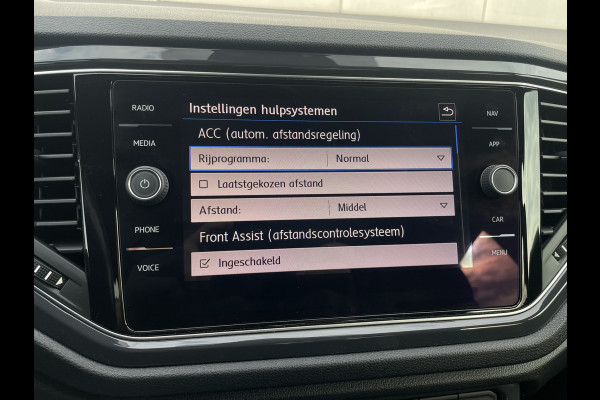 RADIO
MEDIA
PHONE
VOICE
Instellingen hulpsystemen
ACC (autom. afstandsregeling)
Rijprogramma: Normal
Laatstgekozen afstand
Afstand: Middel
Front Assist (afstandscontrolesysteem)
Ingeschakeld
NAV
APP
CAR
MENU